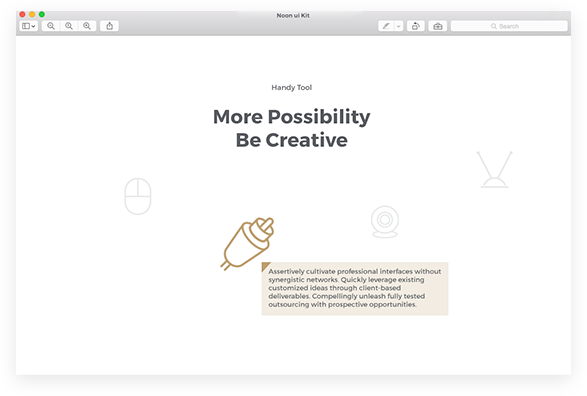 Noon ui Kit
Search
Handy Tool
More Possibility
Be Creative
Assertively cultivate professional interfaces without
synergistic networks. Quickly leverage existing
customized ideas through client-based
deliverables. Compellingly unleash fully tested
outsourcing with prospective opportunities.